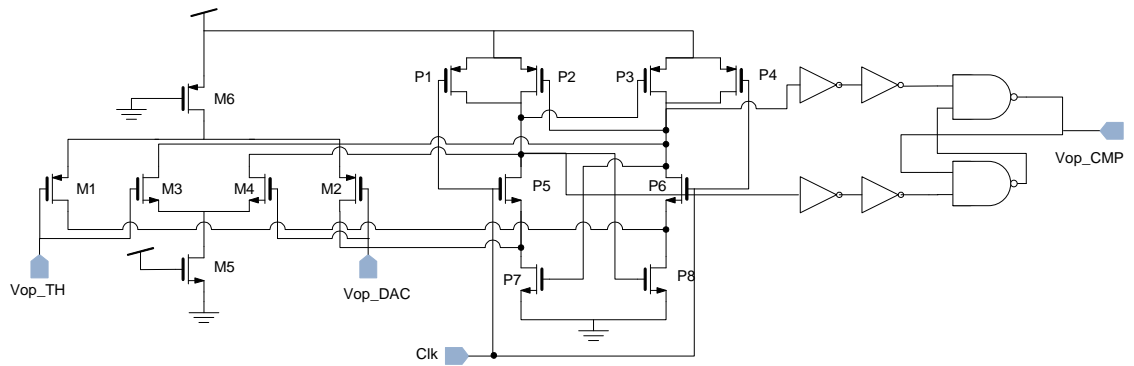 M6
P1
P2
P3
P4
M1
M3
M4
M2
P5
P6
Vop_CMP
M5
Vop_TH
Vop_DAC
P7
P8
Clk